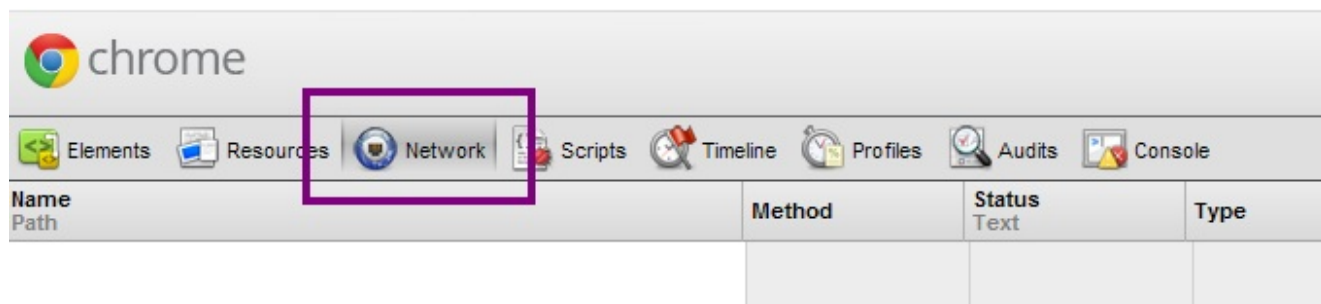 chrome
Elements Resources Network Scripts Timeline Profiles Audits Console
Name Method Status Type
Path Text